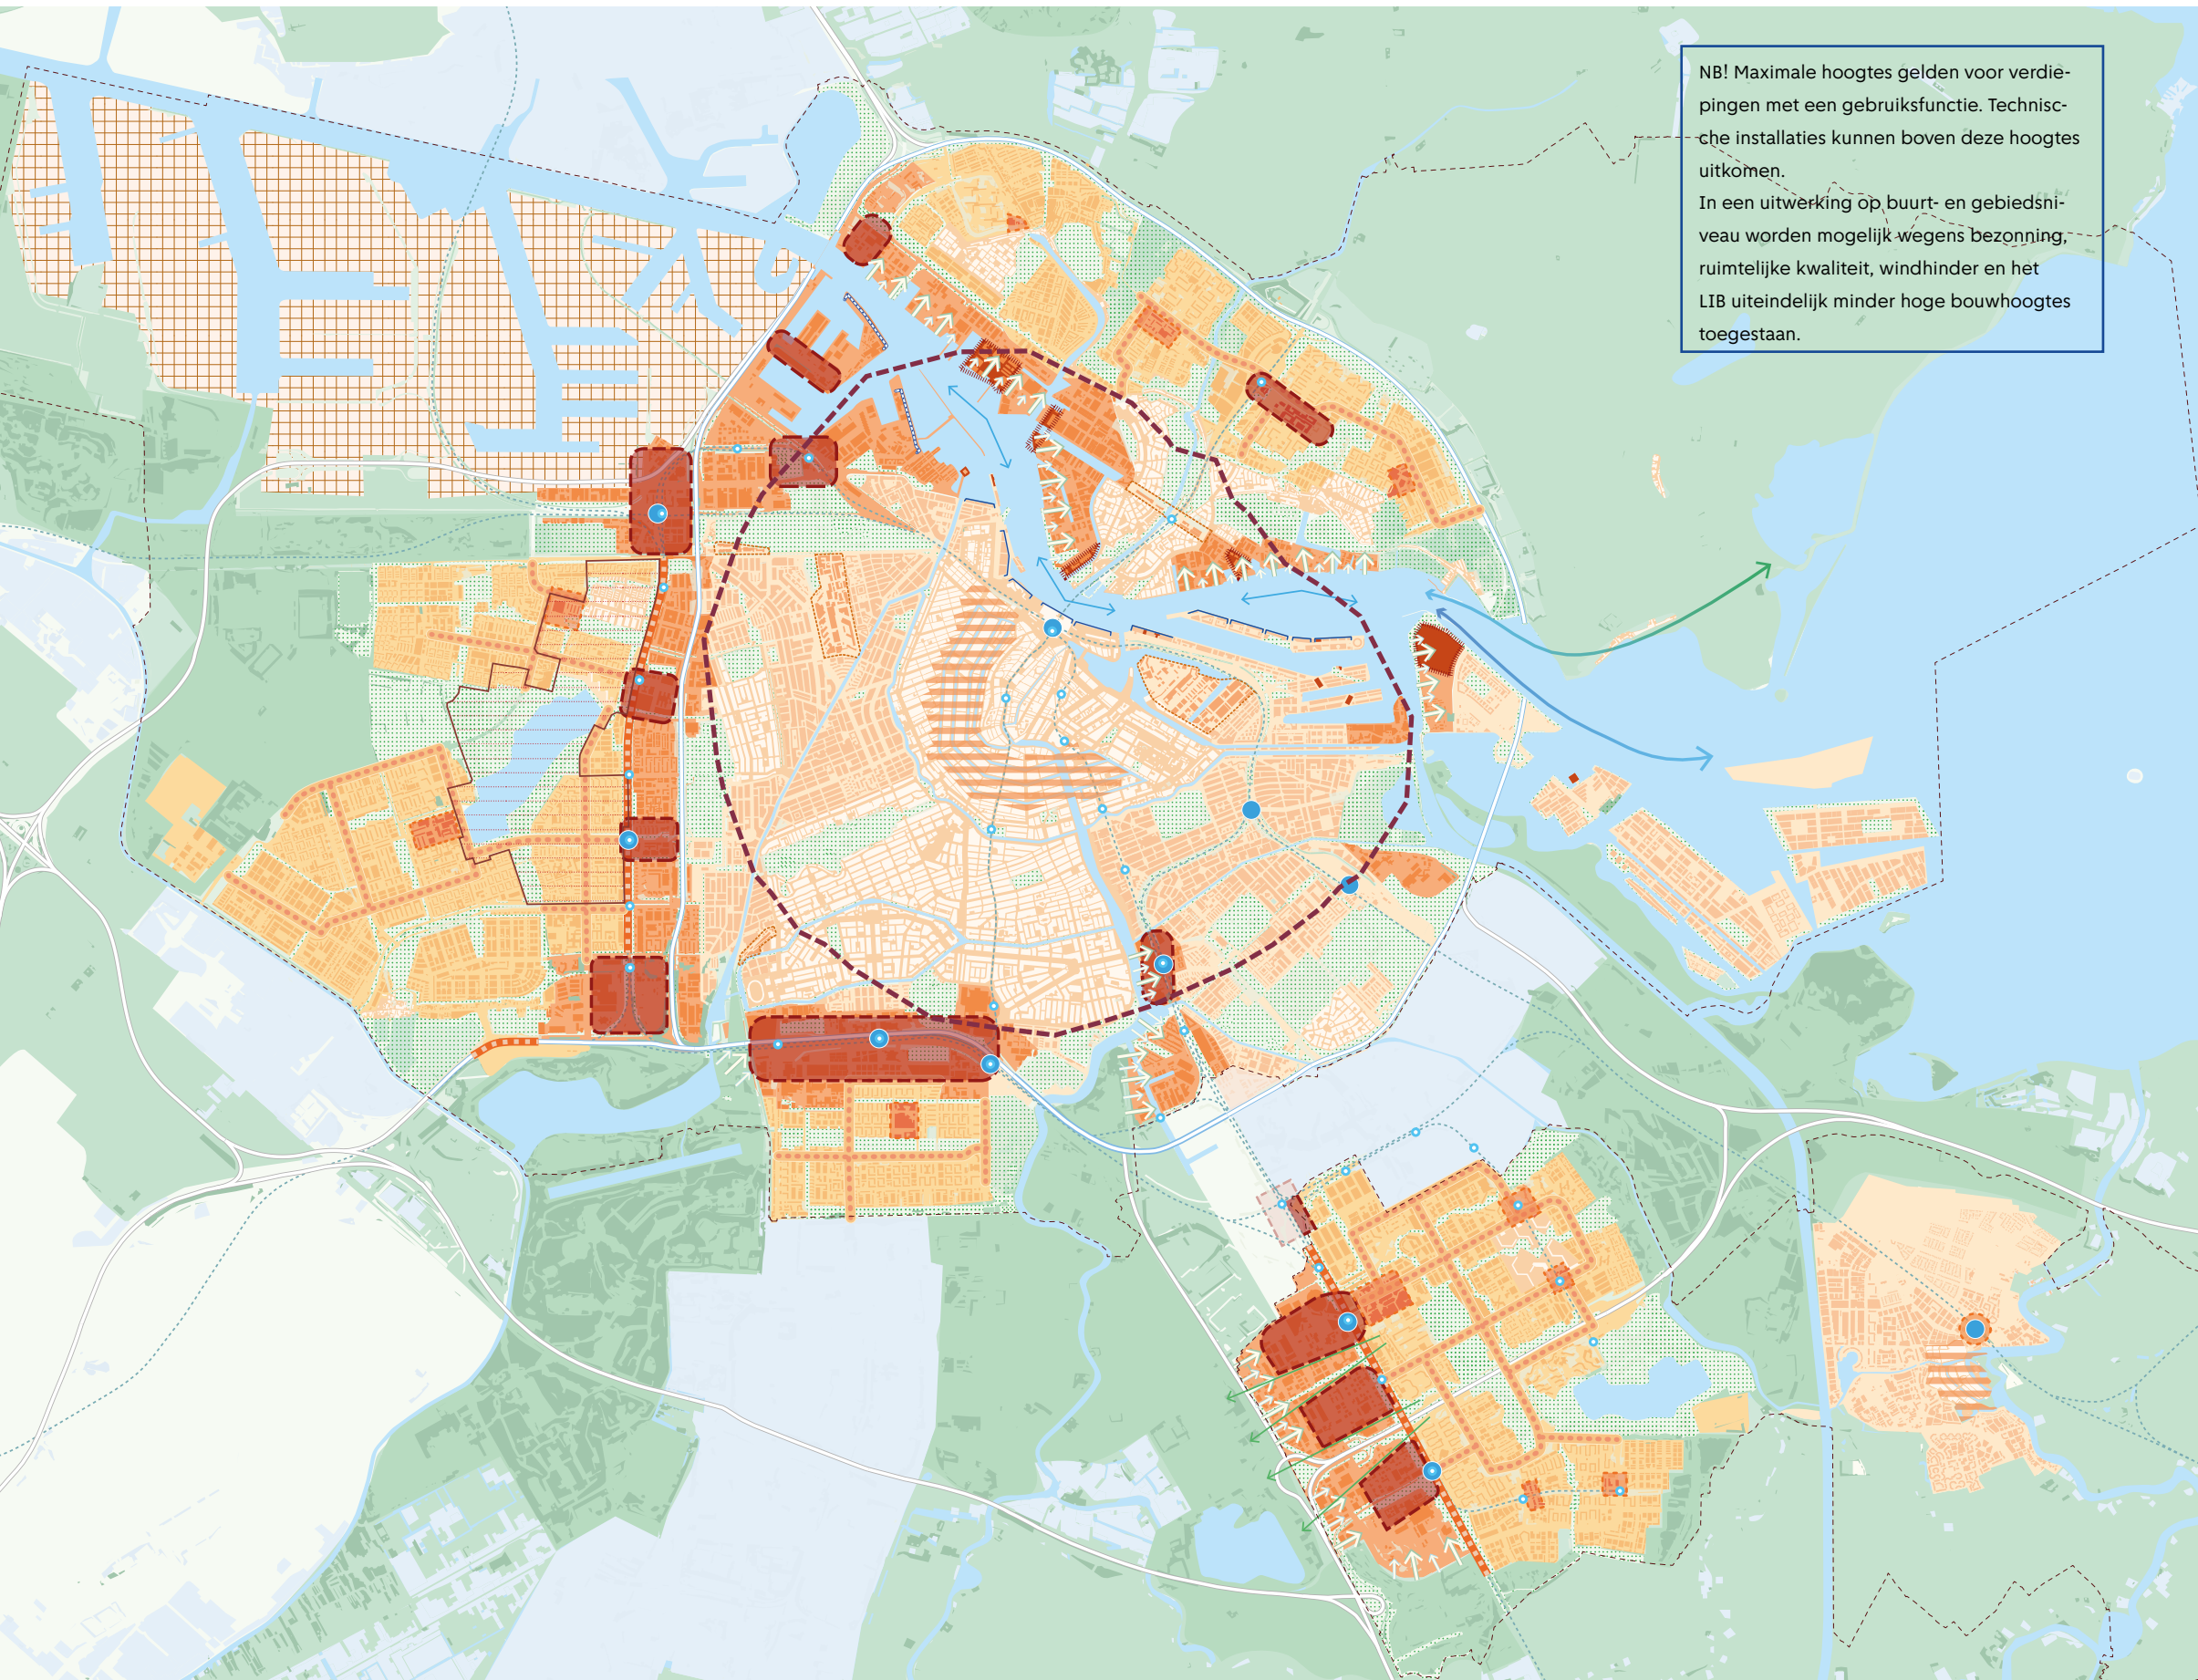 NB! Maximale hoogtes gelden voor verdie-
pingen met een gebruiksfunctie. Technisc-
che installaties kunnen boven deze hoogtes
uitkomen.
In een uitwerking op buurt- en gebiedsni-
veau worden mogelijk wegens bezonning,
ruimtelijke kwaliteit, windhinder en het
LIB uiteindelijk minder hoge bouwhoogtes
toegestaan.